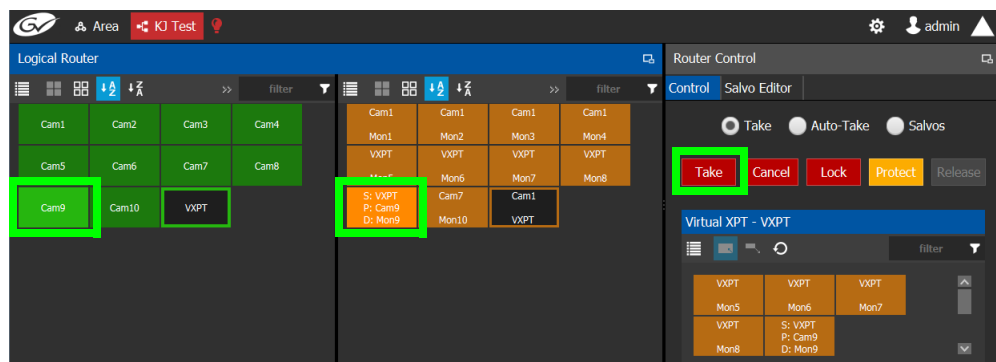 GV Area KJ Test admin
Logical Router
Router Control
filter
filter
Control Salvo Editor
Take Auto-Take Salvos
Take Cancel Lock Protect Release
Cam1 Cam2 Cam3 Cam4
Cam5 Cam6 Cam7 Cam8
Cam9 Cam10 VXPT
Cam1 Cam1 Cam1 Cam1
Mon1 Mon2 Mon3 Mon4
VXPT VXPT VXPT VXPT
Mon6 Mon7 Mon8
S: VXPT Cam7 Cam1
P: Cam9
D: Mon9 Mon10 VXPT
Virtual XPT - VXPT
filter
VXPT VXPT VXPT
Mon5 Mon6 Mon7
VXPT S: VXPT
P: Cam9
Mon8 D: Mon9